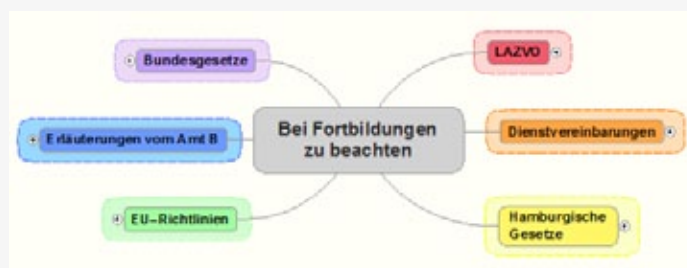 Bundesgesetze
LAZVO
Bei Fortbildungen
zu beachten
Erläuterungen vom Amt B
Dienstvereinbarungen
EU-Richtlinien
Hamburgische
Gesetze